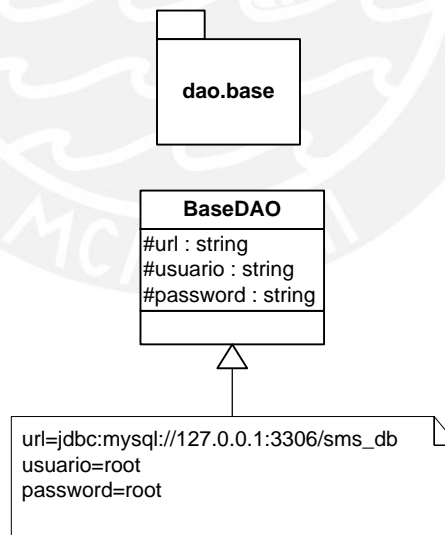 dao.base
BaseDAO
#url : string
#usuario : string
#password : string
url=jdbc:mysql://127.0.0.1:3306/sms_db
usuario=root
password=root